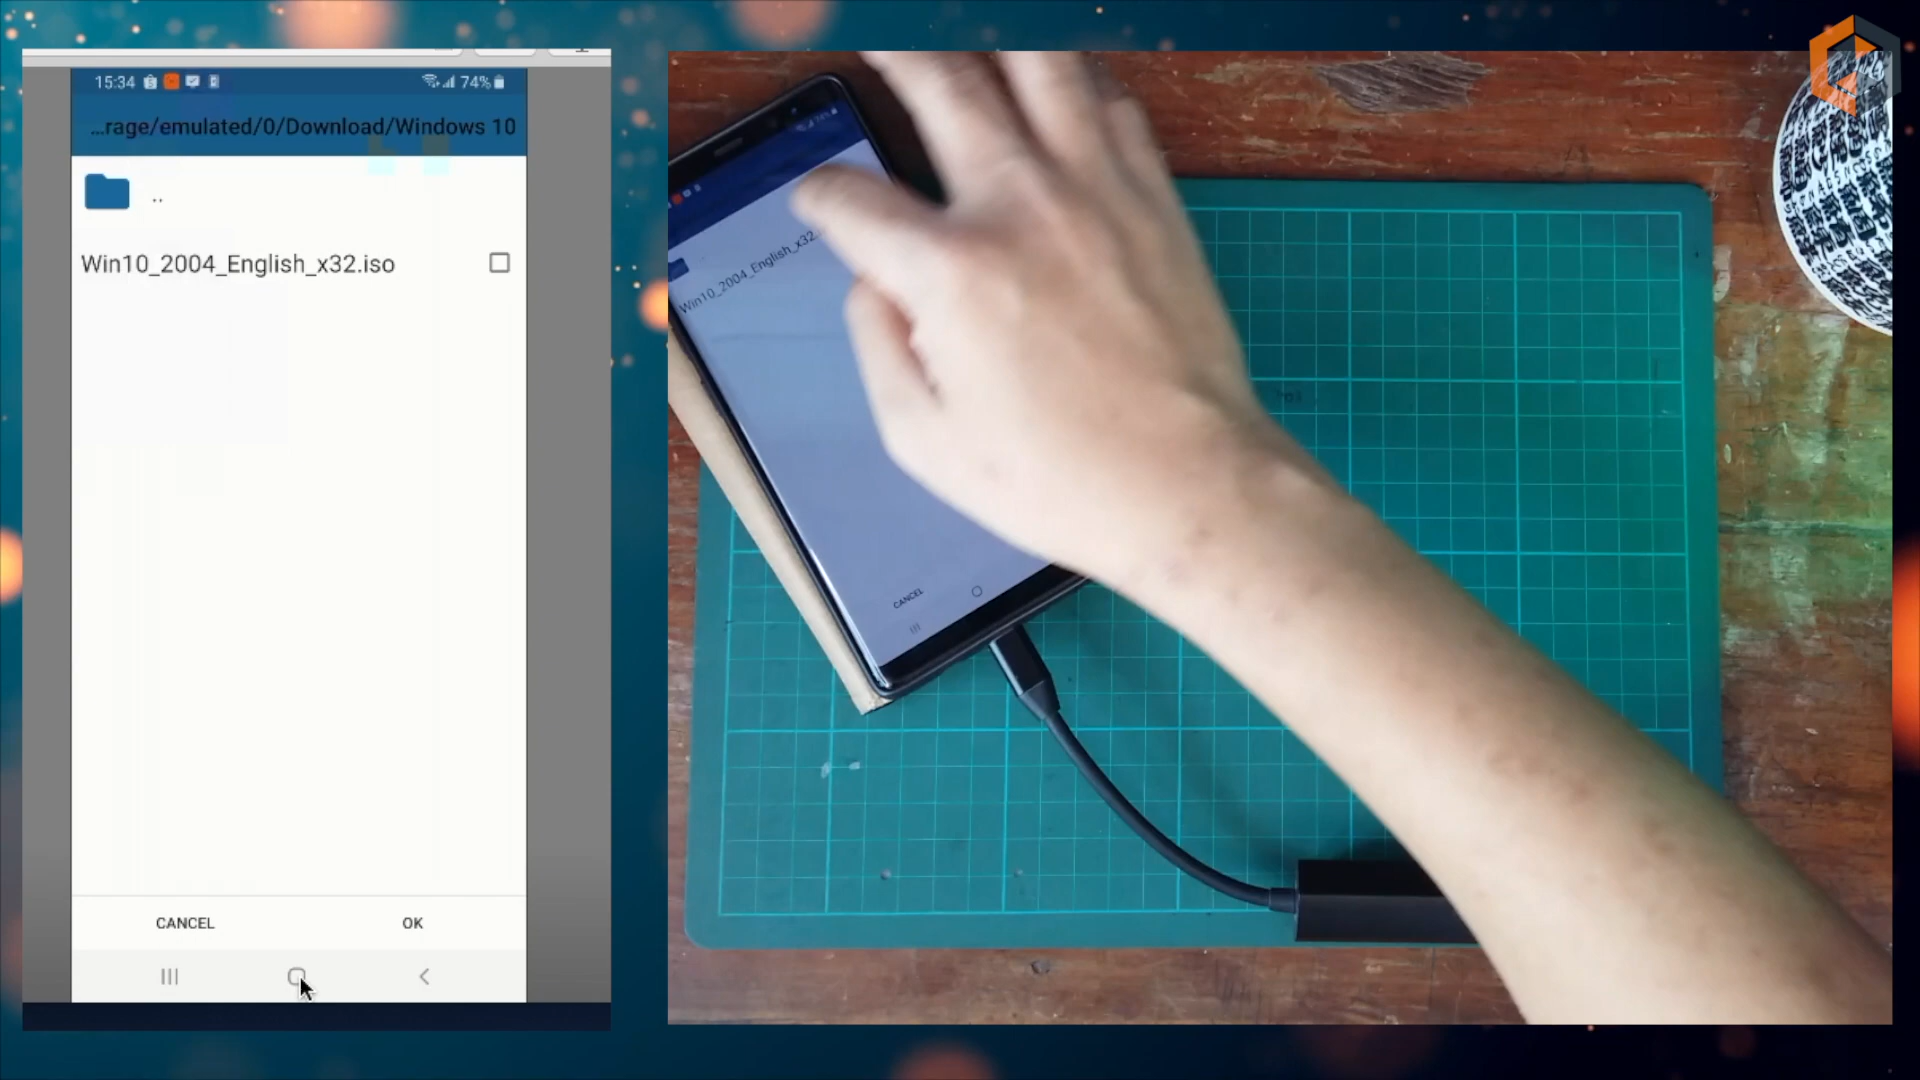 15:34 74%
...rage/emulated/0/Download/Windows 10
..
Win10_2004_English_x32.iso
CANCEL OK
Win10_2004_English_x32.
CANCEL